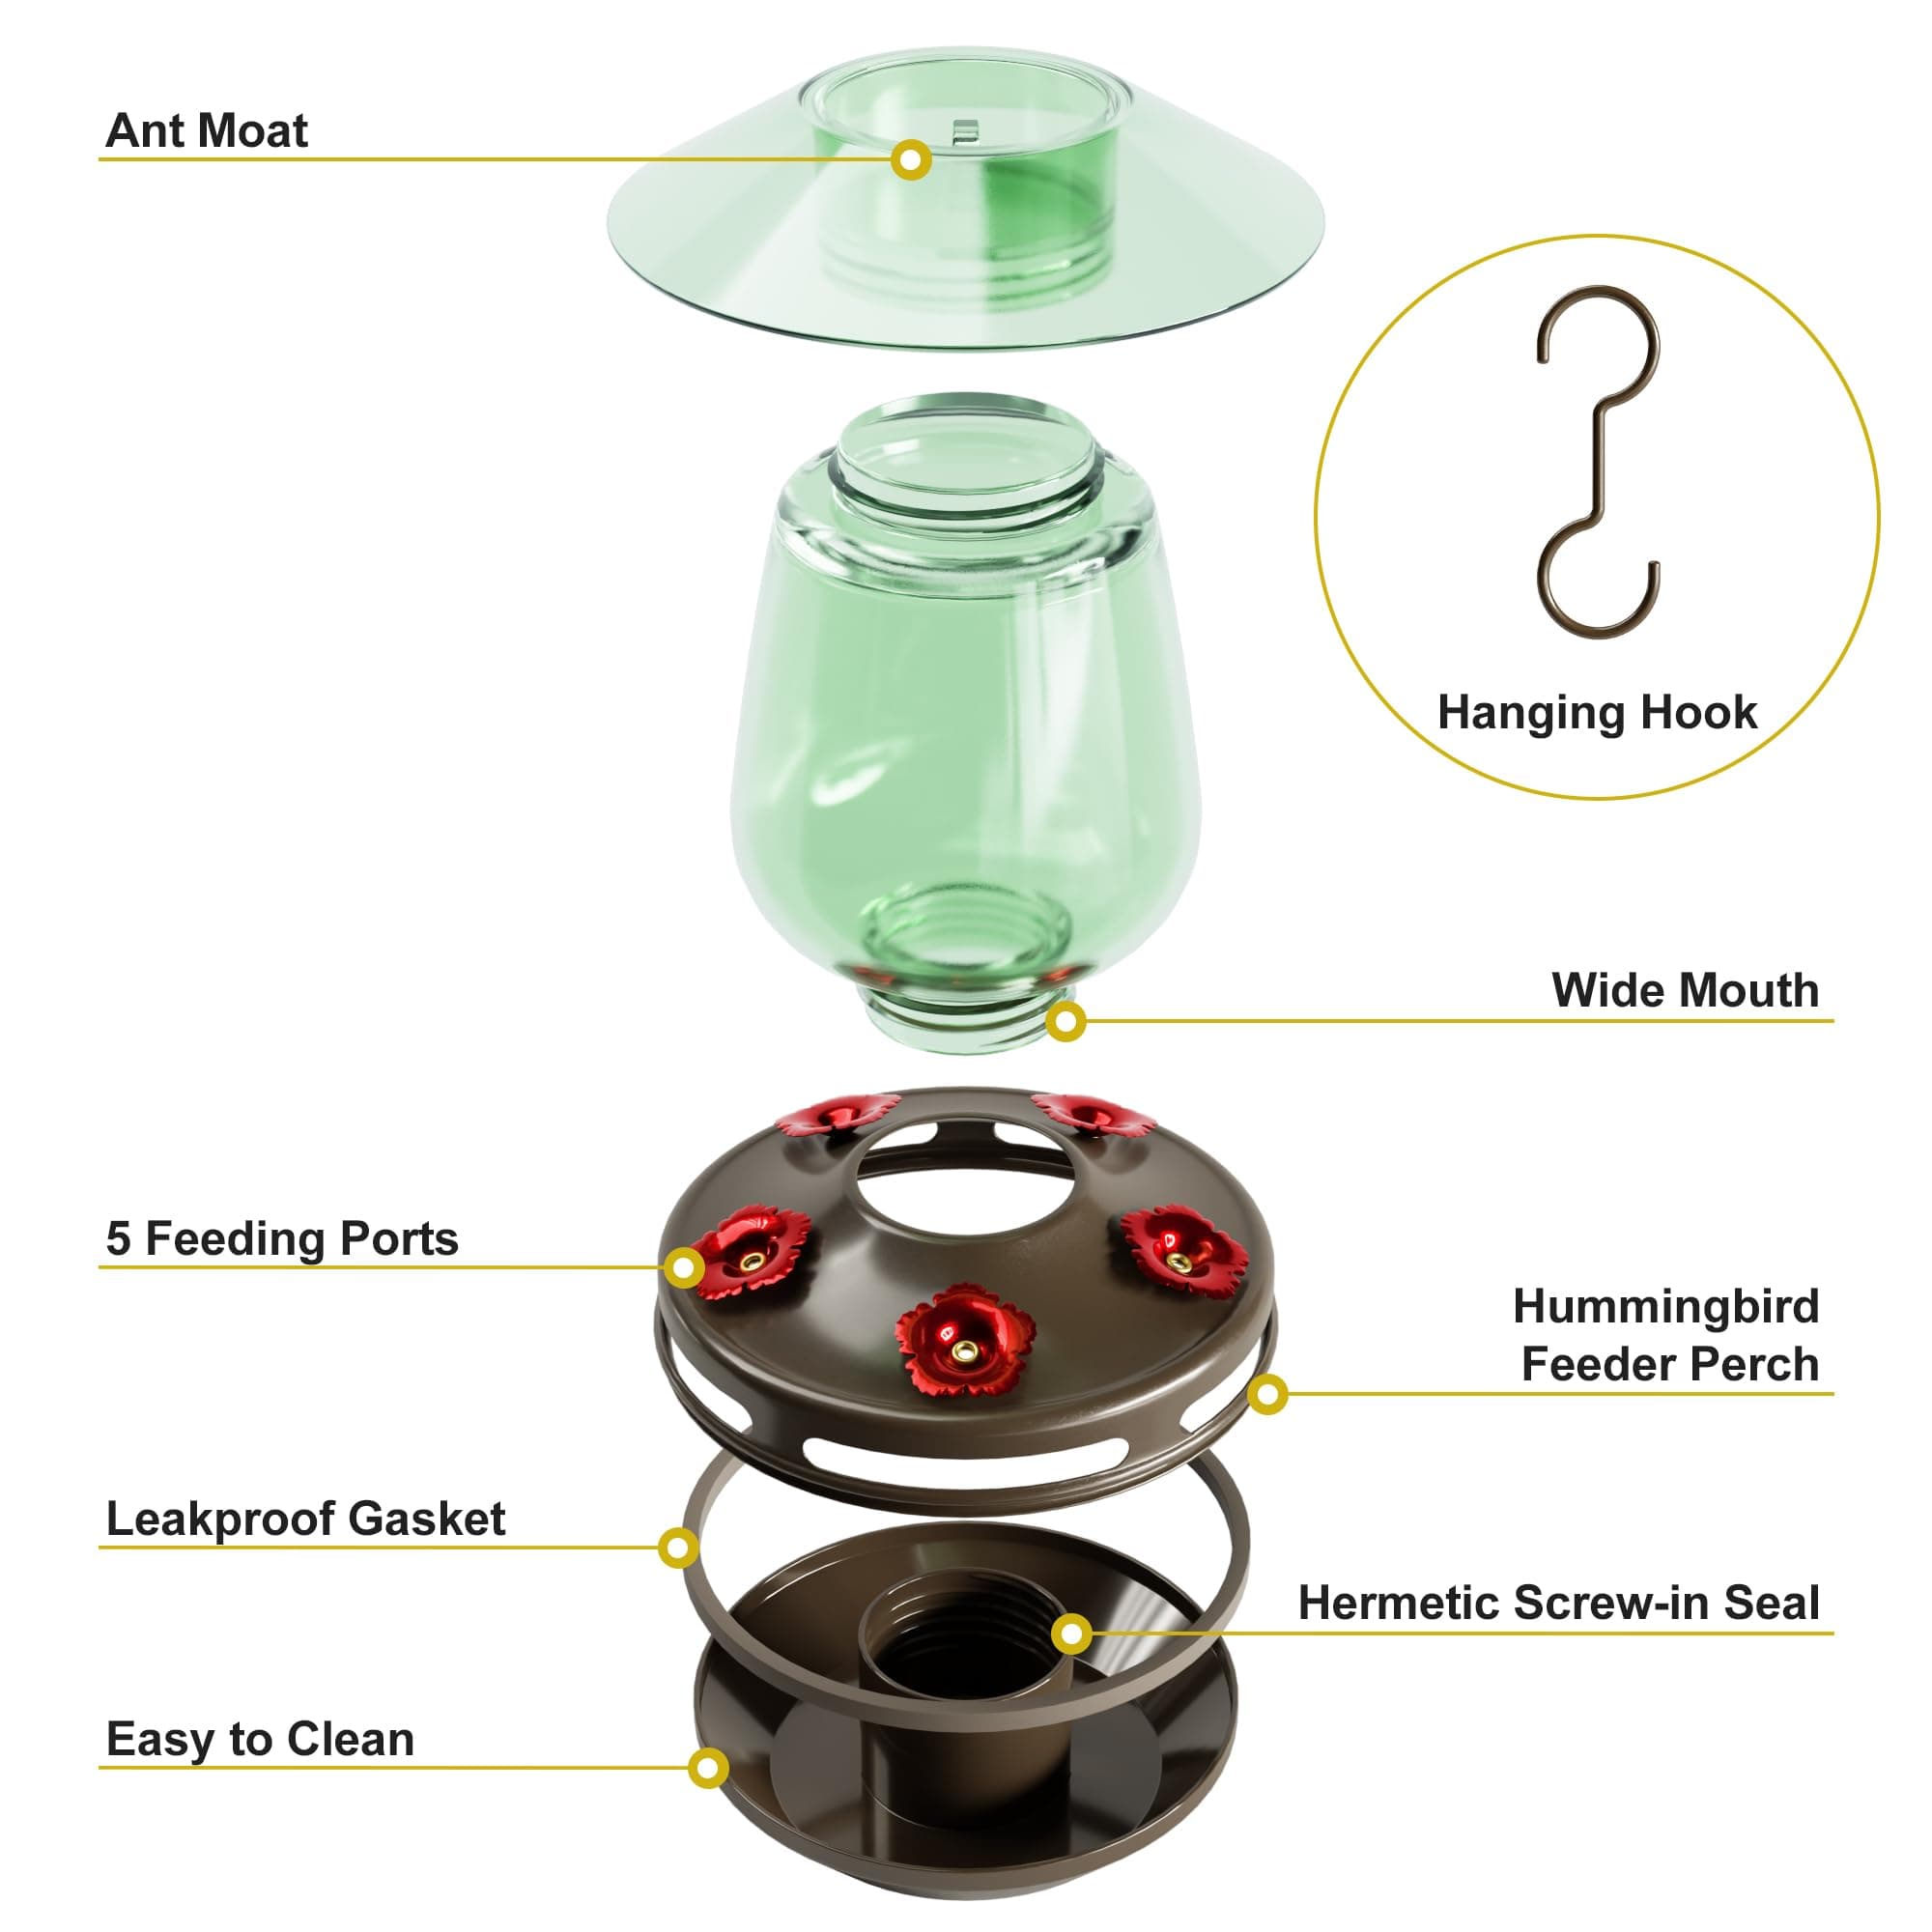 Ant Moat
Hanging Hook
Wide Mouth
5 Feeding Ports
Hummingbird
Feeder Perch
Leakproof Gasket
Hermetic Screw-in Seal
Easy to Clean